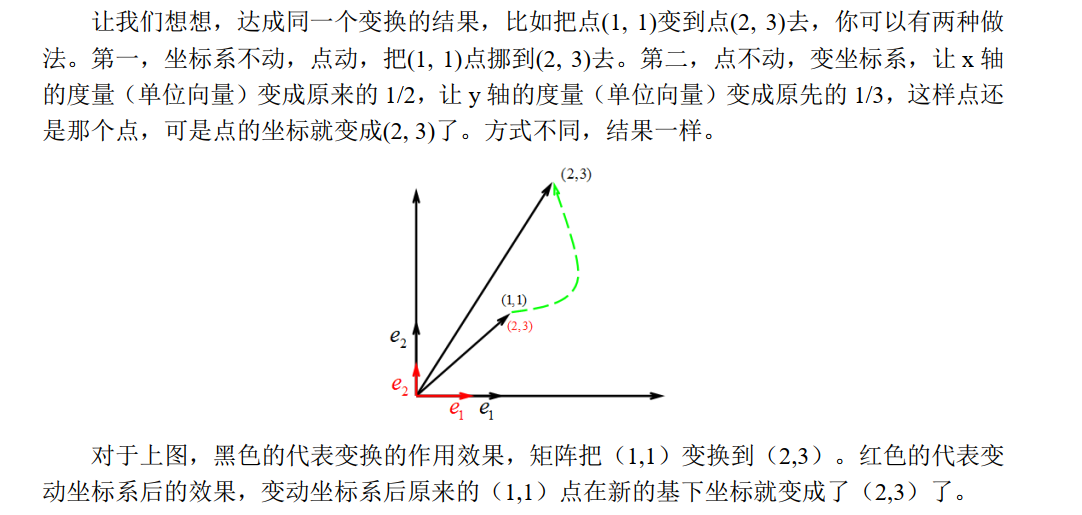 让我们想想，达成同一个变换的结果，比如把点(1, 1)变到点(2, 3)去，你可以有两种做
法。第一，坐标系不动，点动，把(1, 1)点挪到(2, 3)去。第二，点不动，变坐标系，让 x 轴
的度量（单位向量）变成原来的 1/2，让 y 轴的度量（单位向量）变成原先的 1/3，这样点还
是那个点，可是点的坐标就变成(2, 3)了。方式不同，结果一样。
(2,3)
(1,1)
(2,3)
e₂
e₂
e₁ e₁
对于上图，黑色的代表变换的作用效果，矩阵把（1,1）变换到（2,3）。红色的代表变
动坐标系后的效果，变动坐标系后原来的（1,1）点在新的基下坐标就变成了（2,3）了。